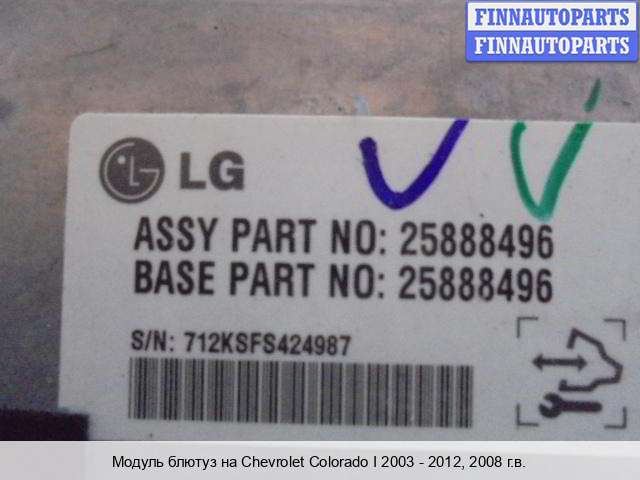 FINNAUTOPARTS
FINNAUTOPARTS
LG
ASSY PART NO: 25888496
BASE PART NO: 25888496
S/N: 712KSFS424987
Модуль блютуз на Chevrolet Colorado I 2003 - 2012, 2008 г.в.